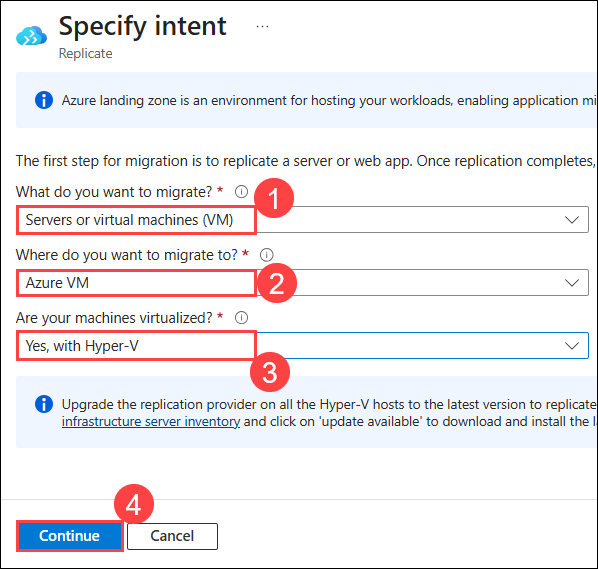 Specify intent ...
Replicate
Azure landing zone is an environment for hosting your workloads, enabling application mi
The first step for migration is to replicate a server or web app. Once replication completes,
What do you want to migrate? *
1
Servers or virtual machines (VM)
Where do you want to migrate to? *
Azure VM
2
Are your machines virtualized? *
Yes, with Hyper-V
3
Upgrade the replication provider on all the Hyper-V hosts to the latest version to replicate
infrastructure server inventory and click on 'update available' to download and install the la
4
Continue
Cancel